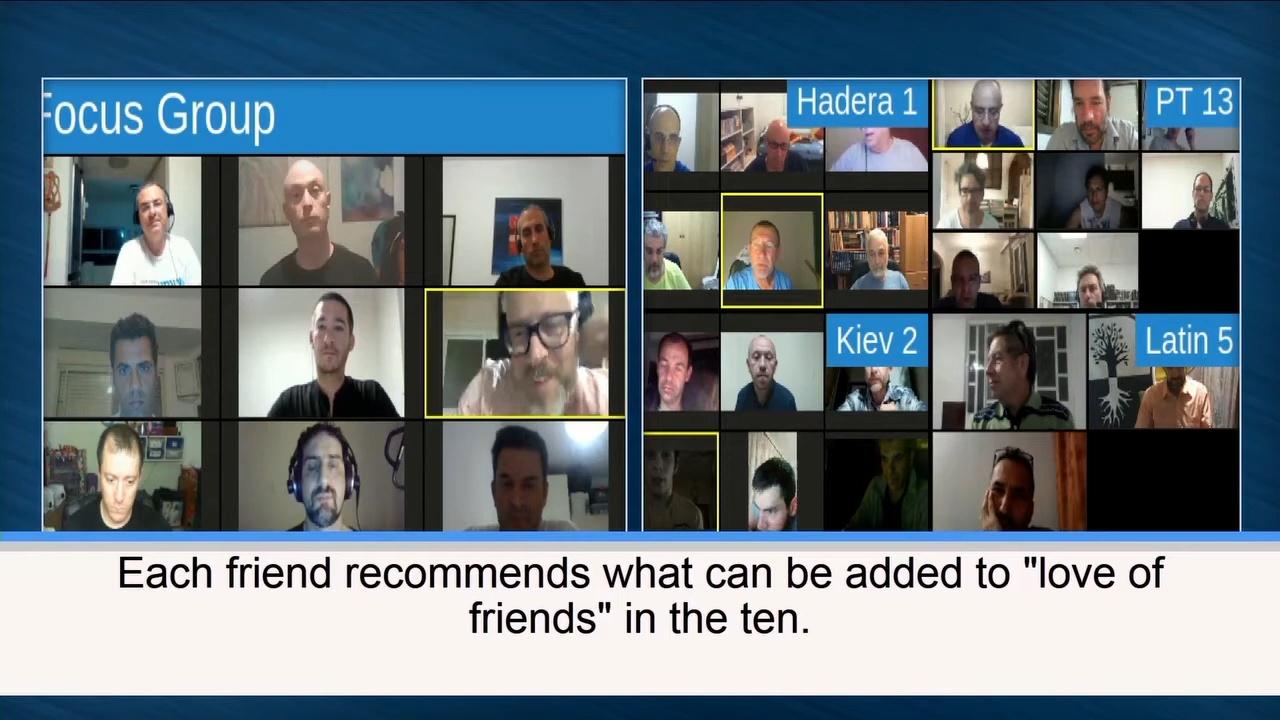 Focus Group
Hadera 1
PT 13
Kiev 2
Latin 5
Each friend recommends what can be added to "love of
friends" in the ten.